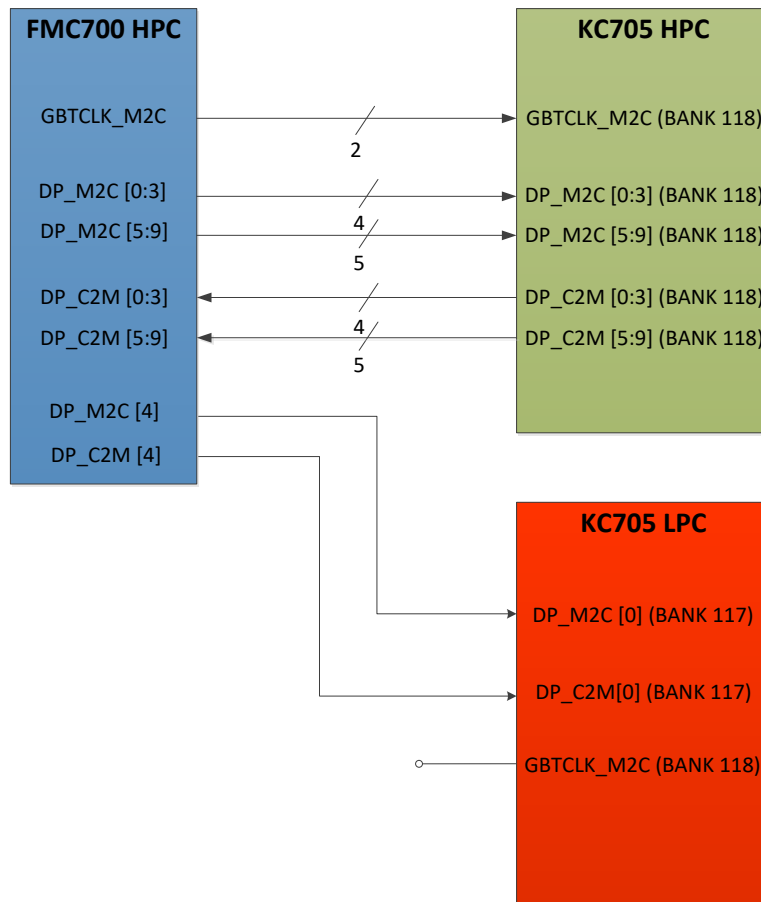 FMC700 HPC
GBTCLK_M2C
DP_M2C [0:3]
DP_M2C [5:9]
DP_C2M [0:3]
DP_C2M [5:9]
DP_M2C [4]
DP_C2M [4]
2
4
5
4
5
KC705 HPC
GBTCLK_M2C (BANK 118)
DP_M2C [0:3] (BANK 118)
DP_M2C [5:9] (BANK 118)
DP_C2M [0:3] (BANK 118)
DP_C2M [5:9] (BANK 118)
KC705 LPC
DP_M2C [0] (BANK 117)
DP_C2M[0] (BANK 117)
GBTCLK_M2C (BANK 118)